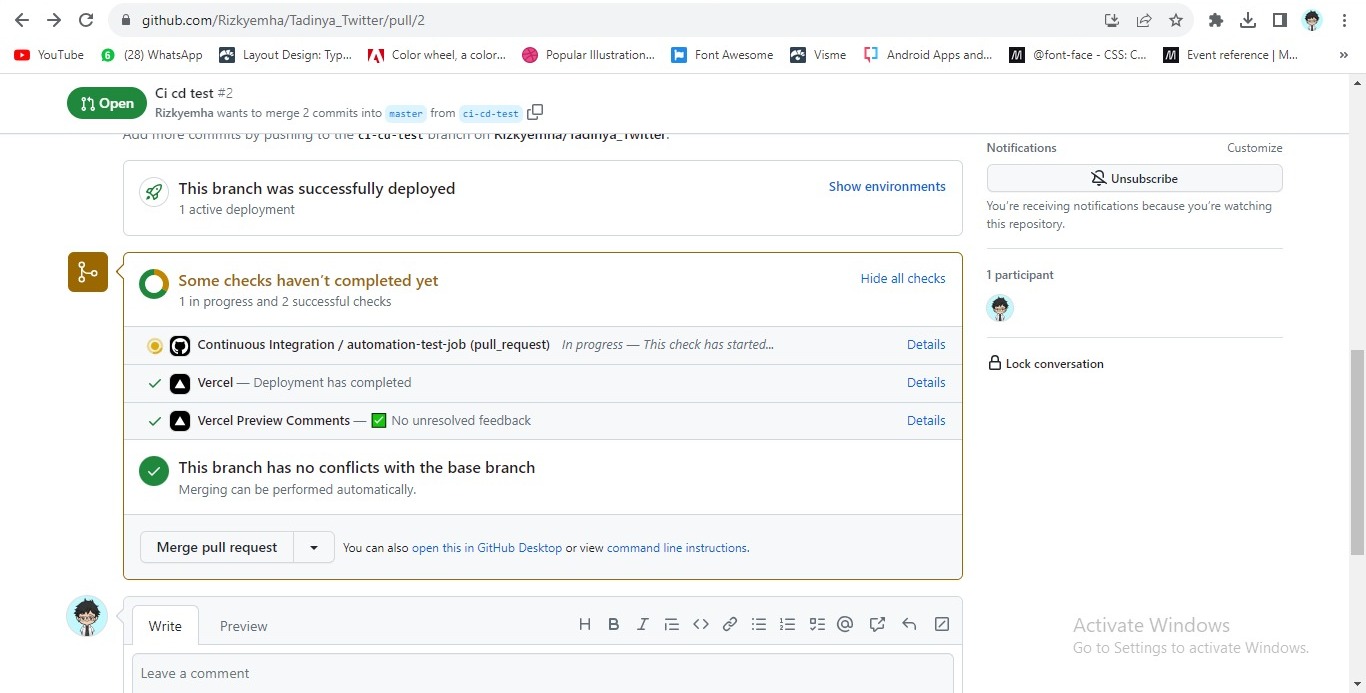 github.com/Rizkyemha/Tadinya_Twitter/pull/2
YouTube
(28) WhatsApp
Layout Design: Typ...
Color wheel, a color...
Popular Illustration...
Font Awesome
Visme
Android Apps and...
@font-face - CSS: C...
Event reference | M...
»
Open
Ci cd test #2
Rizkyemha wants to merge 2 commits into master from ci-cd-test
Add more commits by pushing to the ci-cd-test branch on Rizkyemha/Tadinya_Twitter.
This branch was successfully deployed
1 active deployment
Show environments
Some checks haven't completed yet
1 in progress and 2 successful checks
Hide all checks
Continuous Integration / automation-test-job (pull_request) In progress — This check has started...
Details
Vercel — Deployment has completed
Details
Vercel Preview Comments — ✅ No unresolved feedback
Details
This branch has no conflicts with the base branch
Merging can be performed automatically.
Merge pull request
You can also open this in GitHub Desktop or view command line instructions.
Write
Preview
Leave a comment
Notifications
Customize
Unsubscribe
You're receiving notifications because you're watching
this repository.
1 participant
Lock conversation
Activate Windows
Go to Settings to activate Windows.